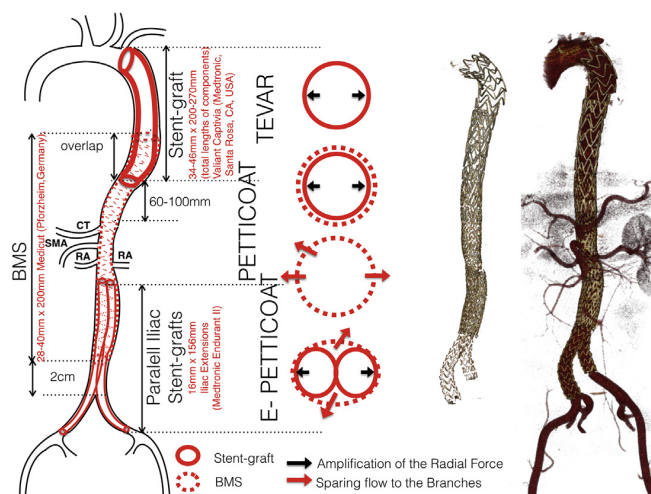 BMS
28-40mm x 200mm Medicut (Pforzheim,Germany)
overlap
Stent-graft
34-46mm x 200-270mm
(total lengths of components)
Valiant Captivia (Medtronic,
Santa Rosa, CA, USA)
60-100mm
CT
SMA
RA
RA
2cm
Paralell Iliac
Stent-grafts
16mm x 156mm
Iliac Extensions
(Medtronic Endurant II)
TEVAR
PETTICOAT
E- PETTICOAT
Stent-graft
BMS
Amplification of the Radial Force
Sparing flow to the Branches